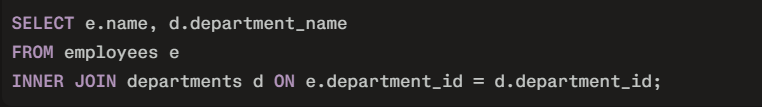 SELECT e.name, d.department_name
FROM employees e
INNER JOIN departments d ON e.department_id = d.department_id;